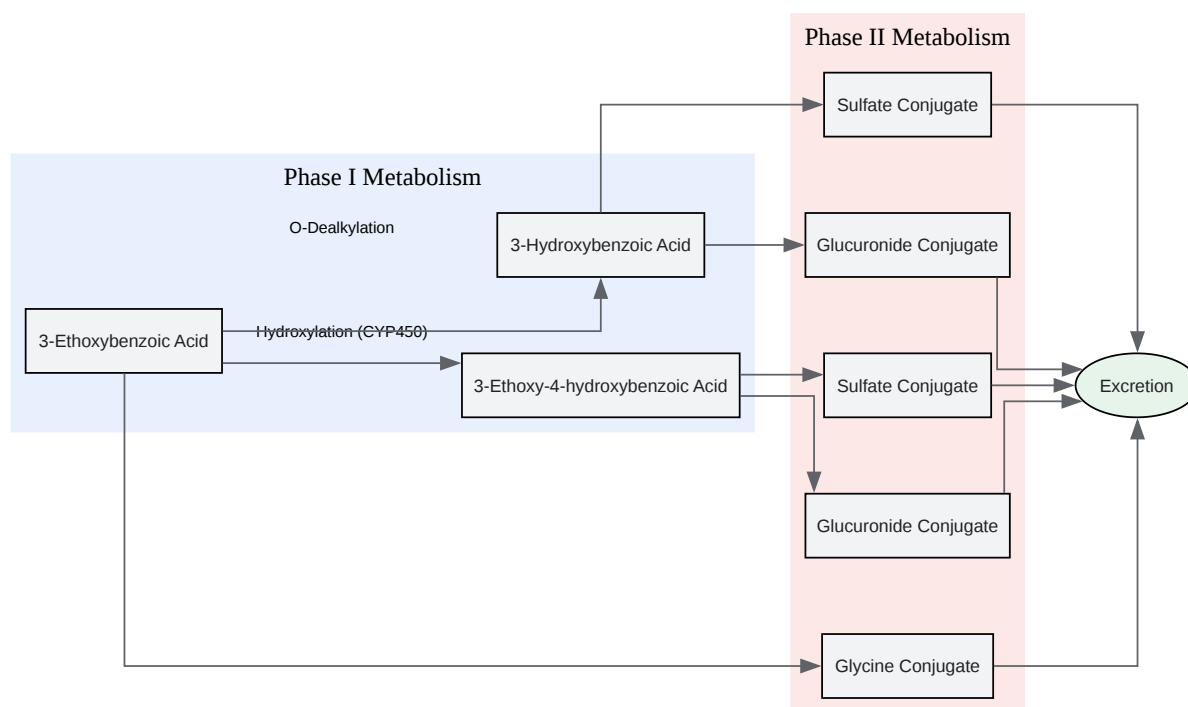 Phase II Metabolism
Sulfate Conjugate
Phase I Metabolism
O-Dealkylation
3-Hydroxybenzoic Acid
Glucuronide Conjugate
3-Ethoxybenzoic Acid
Hydroxylation (CYP450)
3-Ethoxy-4-hydroxybenzoic Acid
Sulfate Conjugate
Excretion
Glucuronide Conjugate
Glycine Conjugate